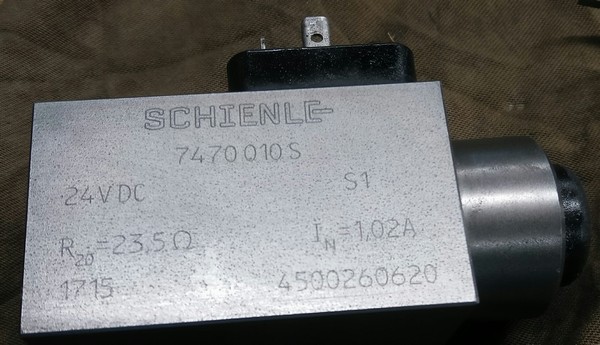 SCHIENLE
7470010S
24VDC S1
R20=23,5Ω IN=1,02A
1715 4500260620